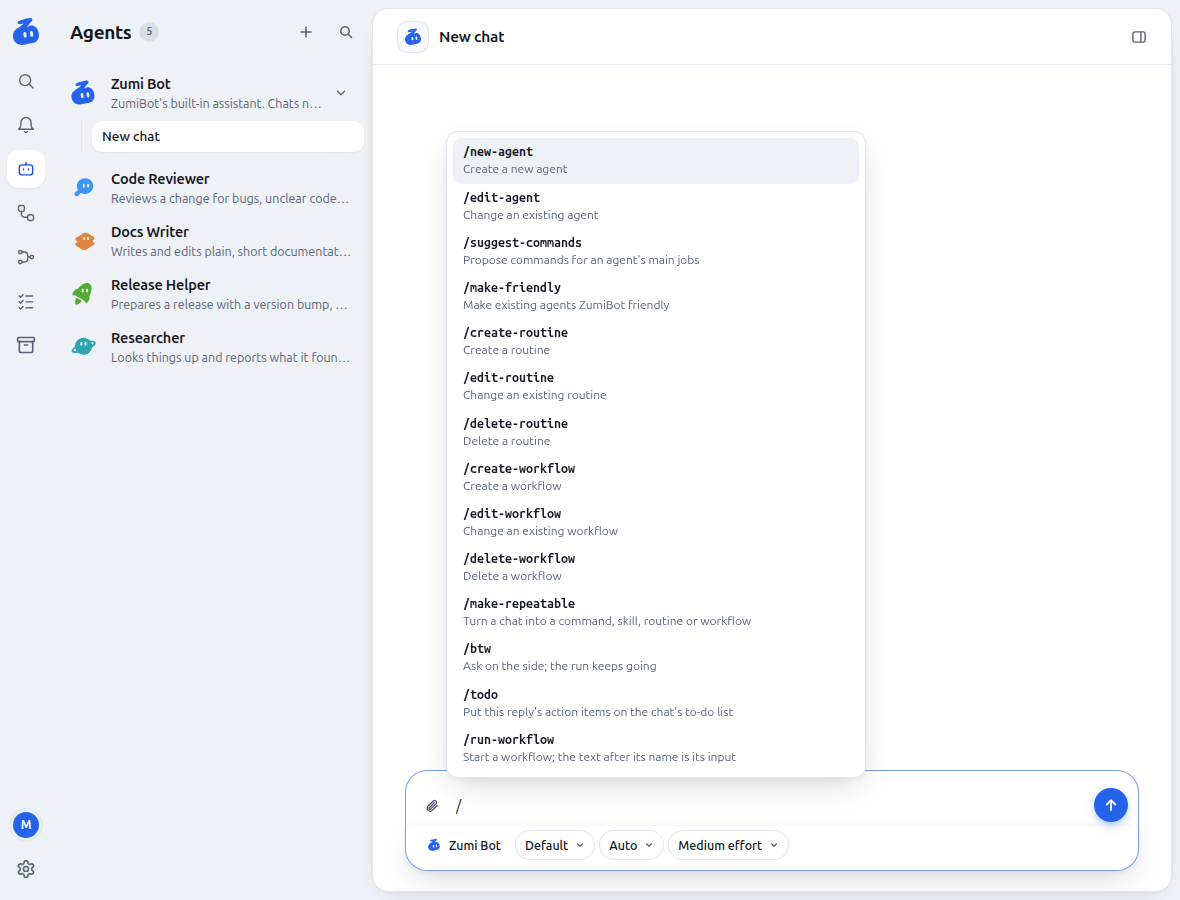 Agents 5
Zumi Bot
ZumiBot's built-in assistant. Chats n…
New chat
Code Reviewer
Reviews a change for bugs, unclear code…
Docs Writer
Writes and edits plain, short documentat…
Release Helper
Prepares a release with a version bump, …
Researcher
Looks things up and reports what it foun…
M
New chat
/new-agent
Create a new agent
/edit-agent
Change an existing agent
/suggest-commands
Propose commands for an agent's main jobs
/make-friendly
Make existing agents ZumiBot friendly
/create-routine
Create a routine
/edit-routine
Change an existing routine
/delete-routine
Delete a routine
/create-workflow
Create a workflow
/edit-workflow
Change an existing workflow
/delete-workflow
Delete a workflow
/make-repeatable
Turn a chat into a command, skill, routine or workflow
/btw
Ask on the side; the run keeps going
/todo
Put this reply's action items on the chat's to-do list
/run-workflow
Start a workflow; the text after its name is its input
/
Zumi Bot Default Auto Medium effort